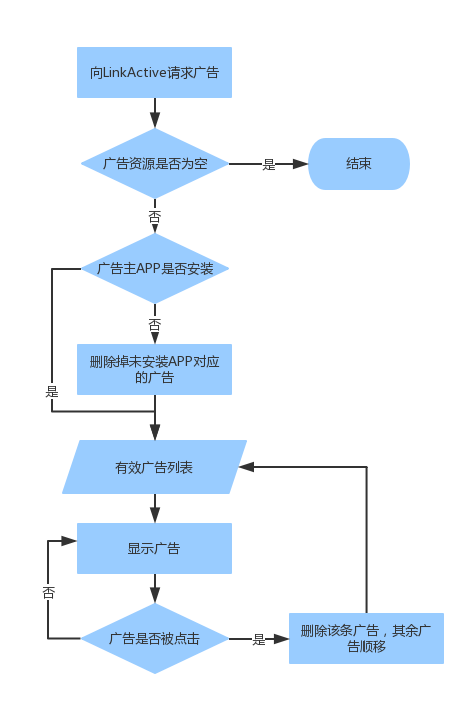 向LinkActive请求广告
广告资源是否为空
是
结束
否
广告主APP是否安装
否
删除掉未安装APP对应
的广告
是
有效广告列表
显示广告
否
广告是否被点击
是
删除该条广告，其余广
告顺移